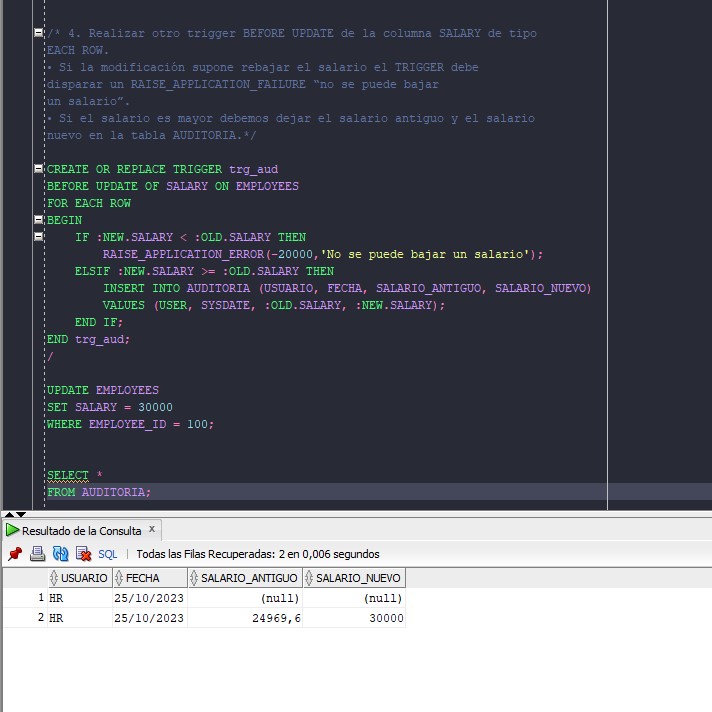 /* 4. Realizar otro trigger BEFORE UPDATE de la columna SALARY de tipo
EACH ROW.
• Si la modificación supone rebajar el salario el TRIGGER debe
disparar un RAISE_APPLICATION_FAILURE “no se puede bajar
un salario”.
• Si el salario es mayor debemos dejar el salario antiguo y el salario
nuevo en la tabla AUDITORIA.*/
CREATE OR REPLACE TRIGGER trg_aud
BEFORE UPDATE OF SALARY ON EMPLOYEES
FOR EACH ROW
BEGIN
IF :NEW.SALARY < :OLD.SALARY THEN
RAISE_APPLICATION_ERROR(-20000,'No se puede bajar un salario');
ELSIF :NEW.SALARY >= :OLD.SALARY THEN
INSERT INTO AUDITORIA (USUARIO, FECHA, SALARIO_ANTIGUO, SALARIO_NUEVO)
VALUES (USER, SYSDATE, :OLD.SALARY, :NEW.SALARY);
END IF;
END trg_aud;
/
UPDATE EMPLOYEES
SET SALARY = 30000
WHERE EMPLOYEE_ID = 100;
SELECT *
FROM AUDITORIA;
Resultado de la Consulta x
SQL | Todas las Filas Recuperadas: 2 en 0,006 segundos
USUARIO FECHA SALARIO_ANTIGUO SALARIO_NUEVO
1 HR 25/10/2023 (null) (null)
2 HR 25/10/2023 24969,6 30000